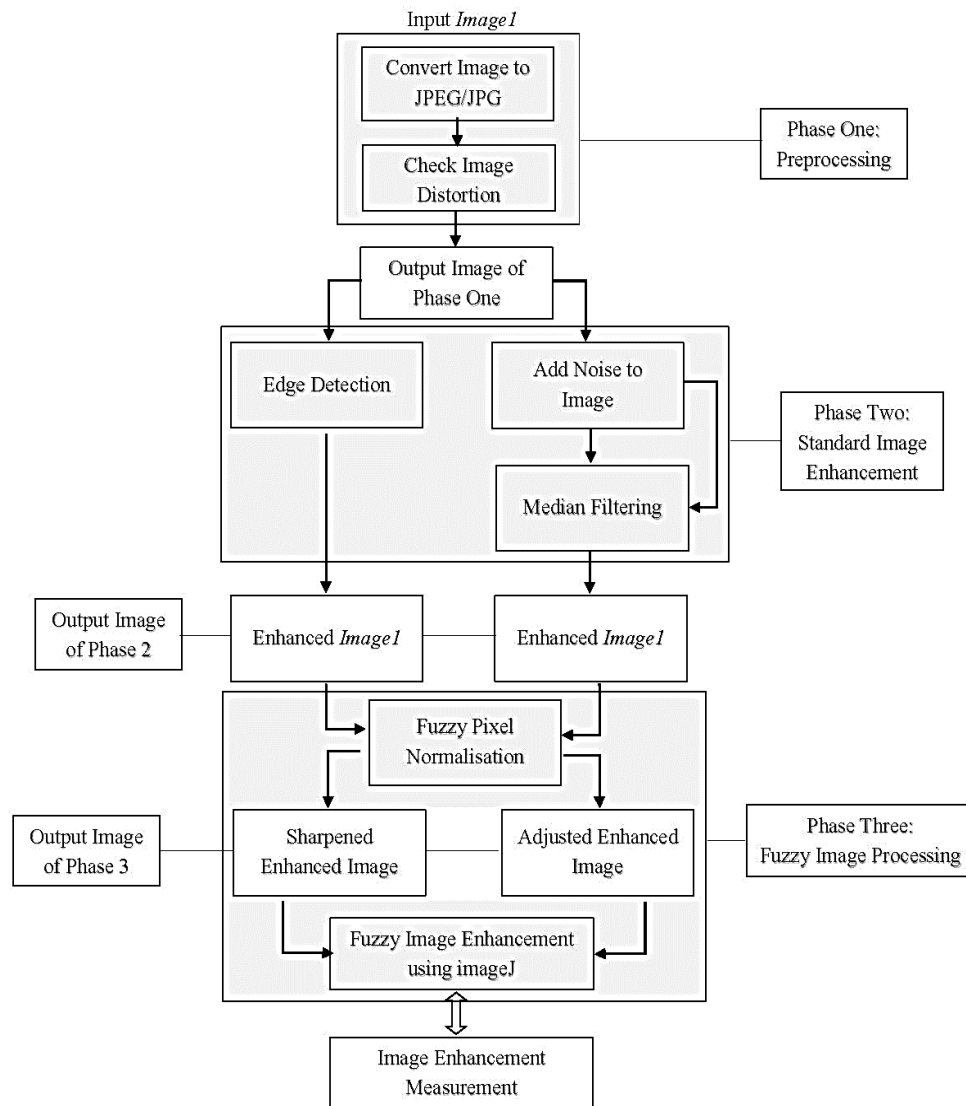 Input Image1
Convert Image to
JPEG/JPG
Check Image
Distortion
Phase One:
Preprocessing
Output Image of
Phase One
Edge Detection
Add Noise to
Image
Median Filtering
Phase Two:
Standard Image
Enhancement
Output Image
of Phase 2
Enhanced Image1
Enhanced Image1
Fuzzy Pixel
Normalisation
Output Image
of Phase 3
Sharpened
Enhanced Image
Adjusted Enhanced
Image
Phase Three:
Fuzzy Image Processing
Fuzzy Image Enhancement
using imageJ
Image Enhancement
Measurement